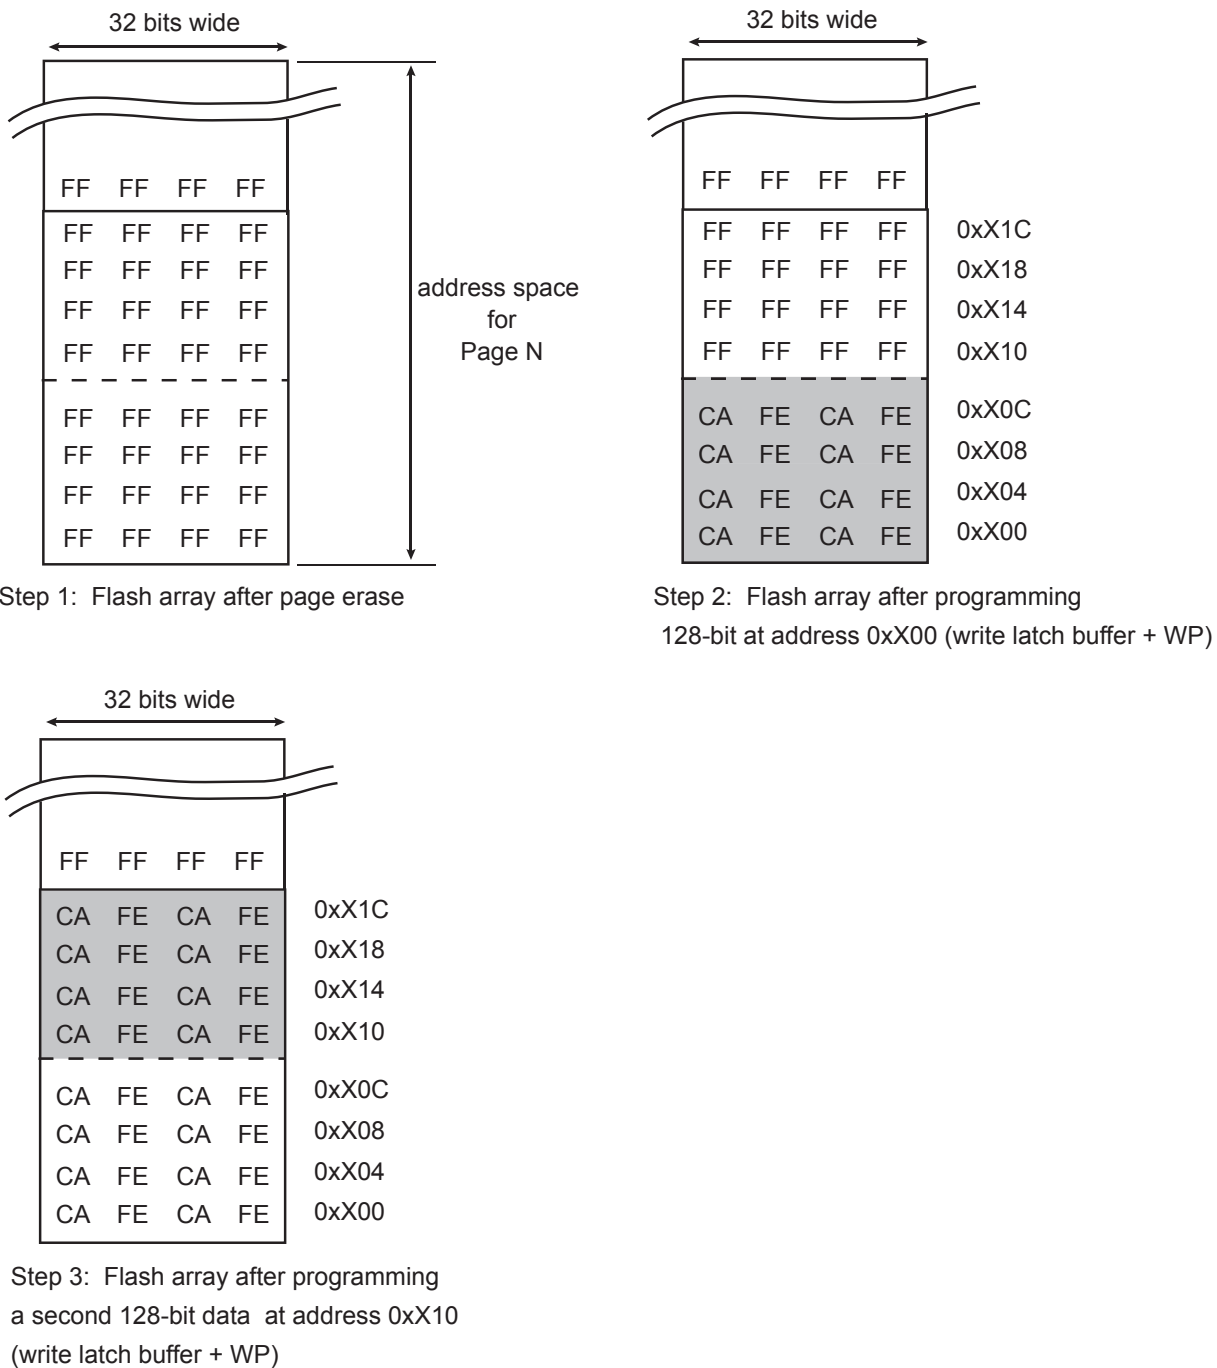 32 bits wide
FF FF FF FF
FF FF FF FF
FF FF FF FF
FF FF FF FF
FF FF FF FF
FF FF FF FF
FF FF FF FF
FF FF FF FF
FF FF FF FF
address space
for
Page N
Step 1: Flash array after page erase
32 bits wide
FF FF FF FF
FF FF FF FF 0xX1C
FF FF FF FF 0xX18
FF FF FF FF 0xX14
FF FF FF FF 0xX10
CA FE CA FE 0xX0C
CA FE CA FE 0xX08
CA FE CA FE 0xX04
CA FE CA FE 0xX00
Step 2: Flash array after programming
128-bit at address 0xX00 (write latch buffer + WP)
32 bits wide
FF FF FF FF
CA FE CA FE 0xX1C
CA FE CA FE 0xX18
CA FE CA FE 0xX14
CA FE CA FE 0xX10
CA FE CA FE 0xX0C
CA FE CA FE 0xX08
CA FE CA FE 0xX04
CA FE CA FE 0xX00
Step 3: Flash array after programming
a second 128-bit data at address 0xX10
(write latch buffer + WP)